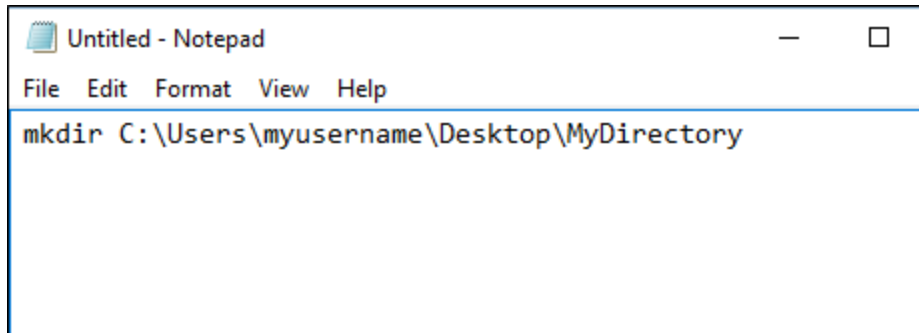 Untitled - Notepad
File Edit Format View Help
mkdir C:\Users\myusername\Desktop\MyDirectory